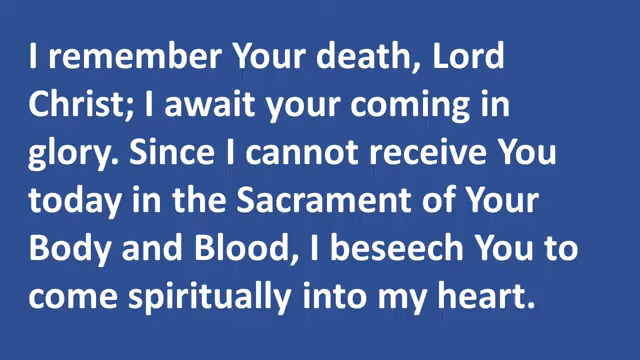 I remember Your death, Lord
Christ; I await your coming in
glory. Since I cannot receive You
today in the Sacrament of Your
Body and Blood, I beseech You to
come spiritually into my heart.